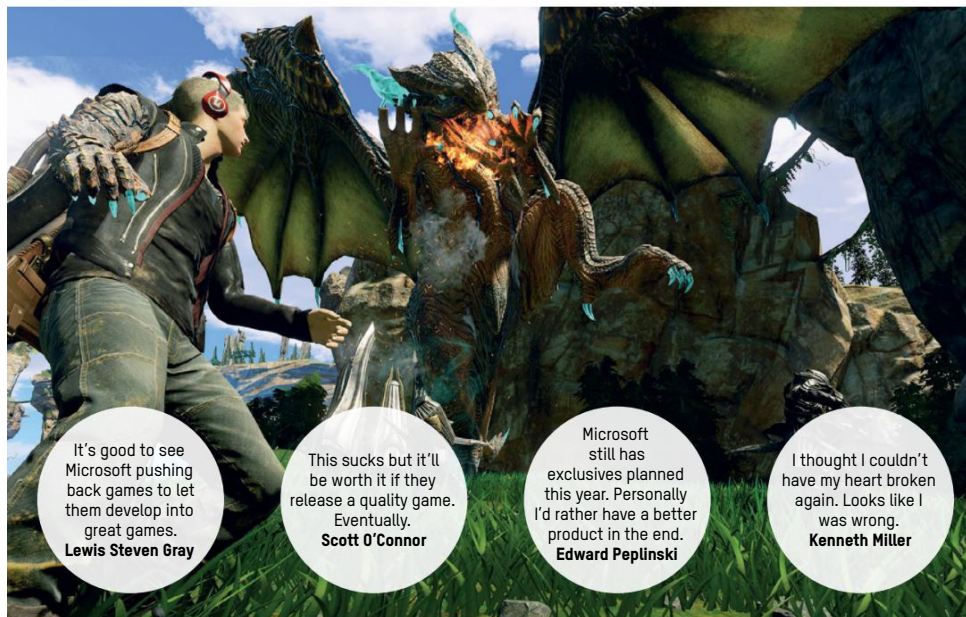 It’s good to see
Microsoft pushing
back games to let
them develop into
great games.
Lewis Steven Gray
This sucks but it’ll
be worth it if they
release a quality game.
Eventually.
Scott O’Connor
Microsoft
still has
exclusives planned
this year. Personally
I’d rather have a better
product in the end.
Edward Peplinski
I thought I couldn’t
have my heart broken
again. Looks like I
was wrong.
Kenneth Miller